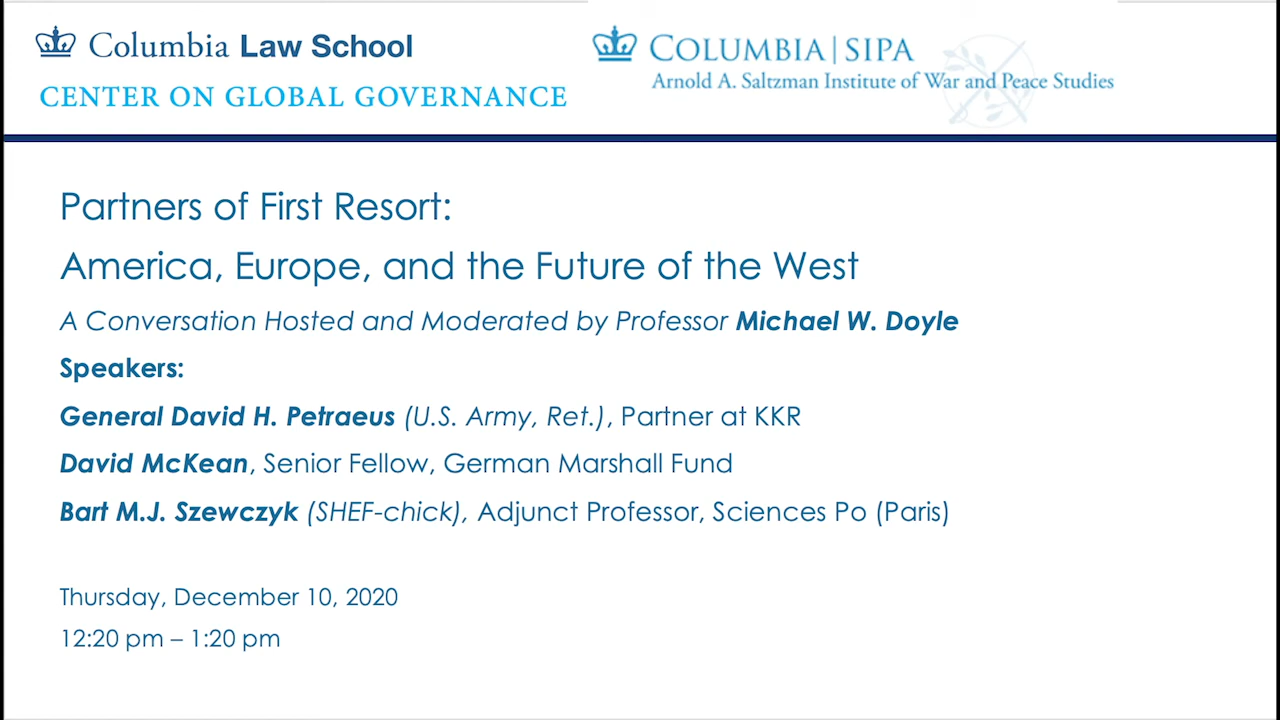 Columbia Law School
CENTER ON GLOBAL GOVERNANCE
COLUMBIA | SIPA
Arnold A. Saltzman Institute of War and Peace Studies
Partners of First Resort:
America, Europe, and the Future of the West
A Conversation Hosted and Moderated by Professor Michael W. Doyle
Speakers:
General David H. Petraeus (U.S. Army, Ret.), Partner at KKR
David McKean, Senior Fellow, German Marshall Fund
Bart M.J. Szewczyk (SHEF-chick), Adjunct Professor, Sciences Po (Paris)
Thursday, December 10, 2020
12:20 pm – 1:20 pm